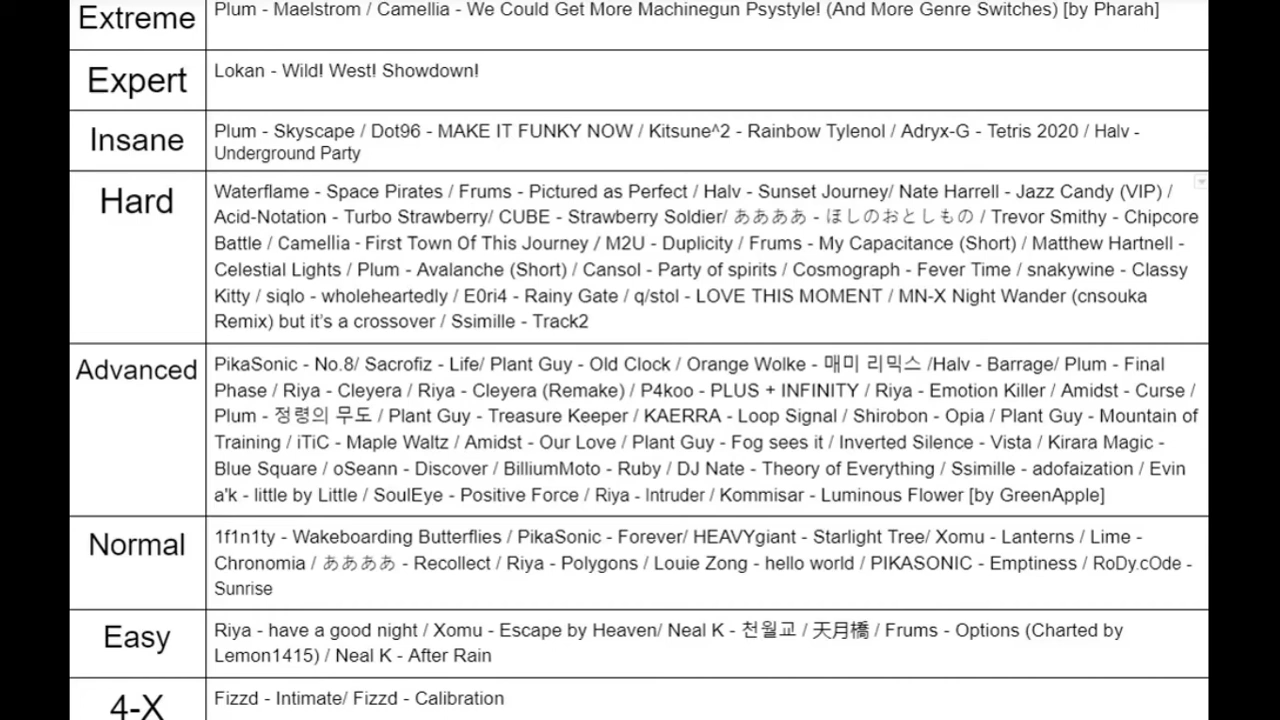 Extreme
Plum - Maelstrom / Camellia - We Could Get More Machinegun Psystyle! (And More Genre Switches) [by Pharah]
Expert
Lokan - Wild! West! Showdown!
Insane
Plum - Skyscape / Dot96 - MAKE IT FUNKY NOW / Kitsune^2 - Rainbow Tylenol / Adryx-G - Tetris 2020 / Halv -
Underground Party
Hard
Waterflame - Space Pirates / Frums - Pictured as Perfect / Halv - Sunset Journey/ Nate Harrell - Jazz Candy (VIP) /
Acid-Notation - Turbo Strawberry/ CUBE - Strawberry Soldier/ ああああ - ほしのおとしもの / Trevor Smithy - Chipcore
Battle / Camellia - First Town Of This Journey / M2U - Duplicity / Frums - My Capacitance (Short) / Matthew Hartnell -
Celestial Lights / Plum - Avalanche (Short) / Cansol - Party of spirits / Cosmograph - Fever Time / snakywine - Classy
Kitty / siqlo - wholeheartedly / E0ri4 - Rainy Gate / q/stol - LOVE THIS MOMENT / MN-X Night Wander (cnsouka
Remix) but it's a crossover / Ssimille - Track2
Advanced
PikaSonic - No.8/ Sacrofiz - Life/ Plant Guy - Old Clock / Orange Wolke - 매미 리믹스 /Halv - Barrage/ Plum - Final
Phase / Riya - Cleyera / Riya - Cleyera (Remake) / P4koo - PLUS + INFINITY / Riya - Emotion Killer / Amidst - Curse /
Plum - 정령의 무도 / Plant Guy - Treasure Keeper / KAERRA - Loop Signal / Shirobon - Opia / Plant Guy - Mountain of
Training / iTiC - Maple Waltz / Amidst - Our Love / Plant Guy - Fog sees it / Inverted Silence - Vista / Kirara Magic -
Blue Square / oSeann - Discover / BilliumMoto - Ruby / DJ Nate - Theory of Everything / Ssimille - adofaization / Evin
a'k - little by Little / SoulEye - Positive Force / Riya - Intruder / Kommisar - Luminous Flower [by GreenApple]
Normal
1f1n1ty - Wakeboarding Butterflies / PikaSonic - Forever/ HEAVYgiant - Starlight Tree/ Xomu - Lanterns / Lime -
Chronomia / ああああ - Recollect / Riya - Polygons / Louie Zong - hello world / PIKASONIC - Emptiness / RoDy.cOde -
Sunrise
Easy
Riya - have a good night / Xomu - Escape by Heaven/ Neal K - 천월교 / 天月橋 / Frums - Options (Charted by
Lemon1415) / Neal K - After Rain
4-X
Fizzd - Intimate/ Fizzd - Calibration